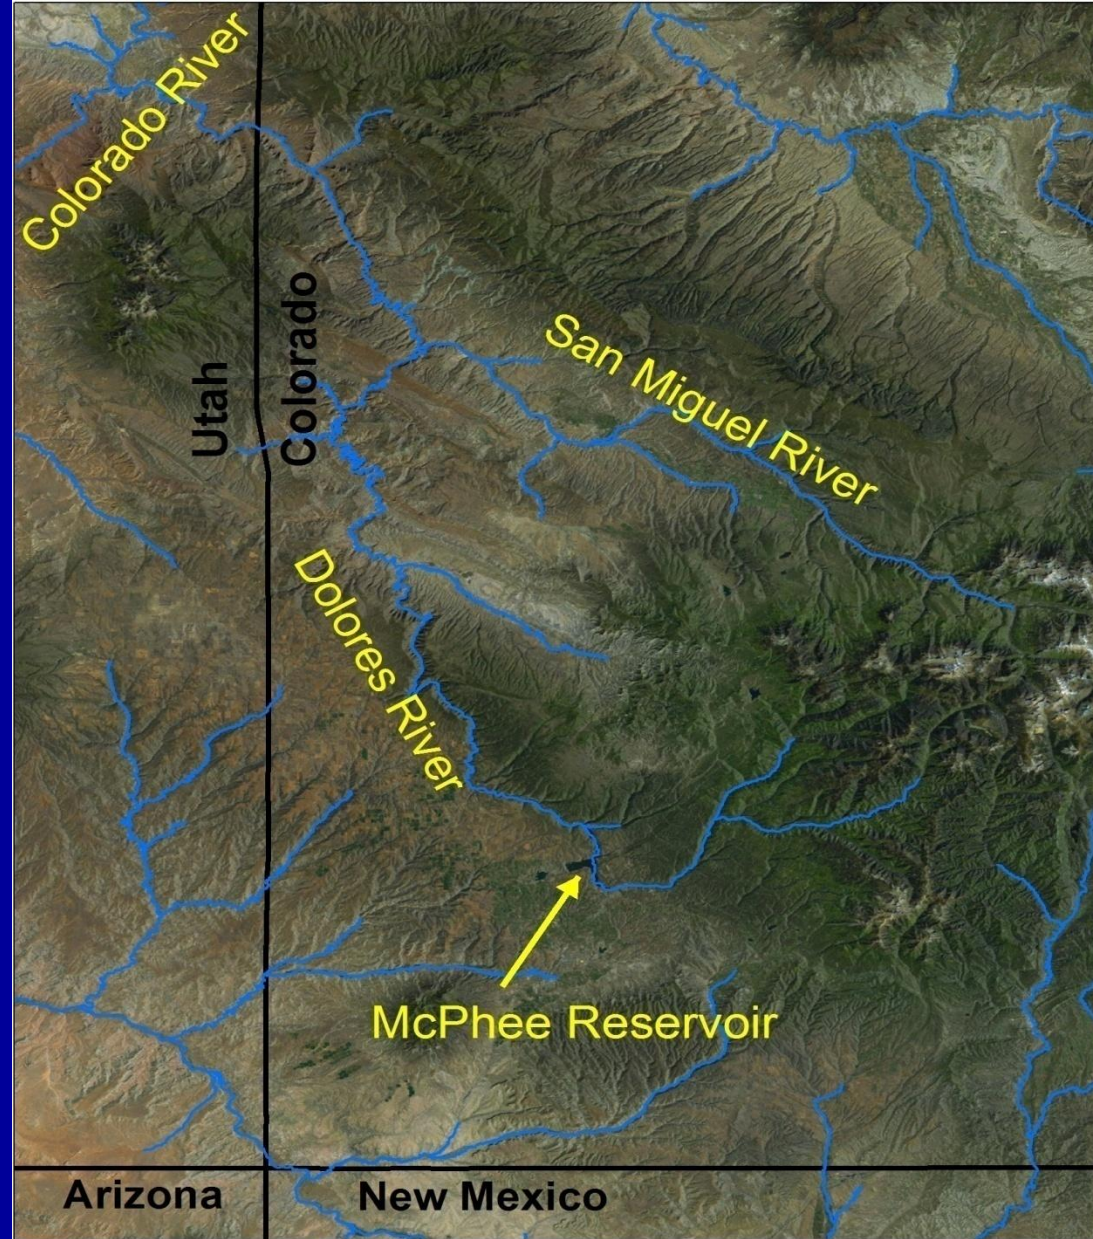 Colorado River
Utah
Colorado
San Miguel River
Dolores River
McPhee Reservoir
Arizona
New Mexico